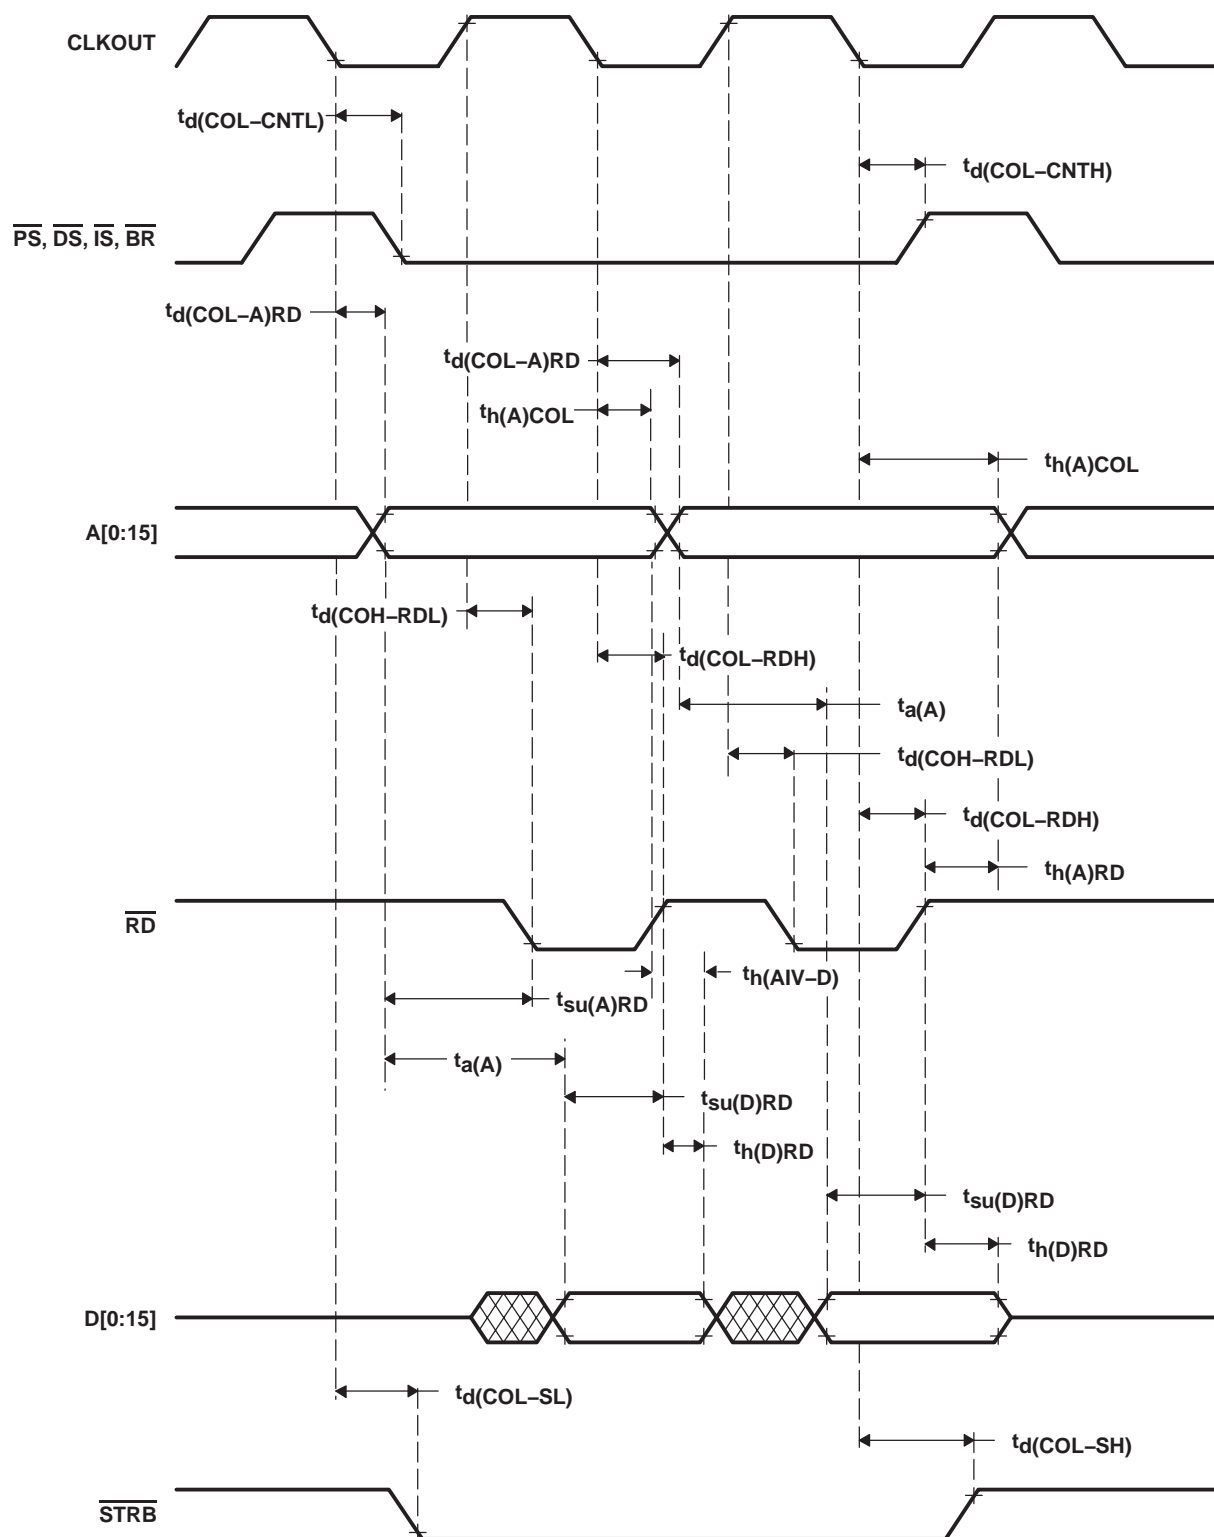 CLKOUT
td(COL–CNTL)
td(COL–CNTH)
PS, DS, IS, BR
td(COL–A)RD
td(COL–A)RD
th(A)COL
th(A)COL
A[0:15]
td(COH–RDL)
td(COL–RDH)
ta(A)
td(COH–RDL)
td(COL–RDH)
th(A)RD
RD
th(AIV–D)
tsu(A)RD
ta(A)
tsu(D)RD
th(D)RD
tsu(D)RD
th(D)RD
D[0:15]
td(COL–SL)
td(COL–SH)
STRB